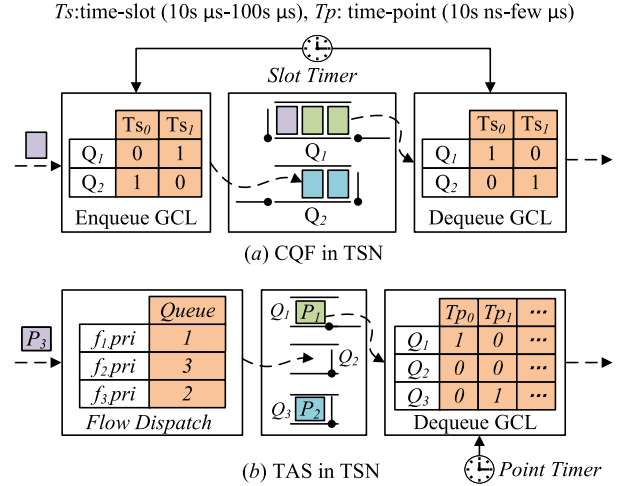 Ts:time-slot (10s μs-100s μs), Tp: time-point (10s ns-few μs)
Slot Timer
Ts0 Ts1
Q1 0 1
Q2 1 0
Enqueue GCL
Q1
Q2
Ts0 Ts1
Q1 1 0
Q2 0 1
Dequeue GCL
(a) CQF in TSN
P3
Queue
f1.pri 1
f2.pri 3
f3.pri 2
Flow Dispatch
Q1 P1
Q2
Q3 P2
Tp0 Tp1 ...
Q1 1 0 ...
Q2 0 0 ...
Q3 0 1 ...
Dequeue GCL
(b) TAS in TSN
Point Timer